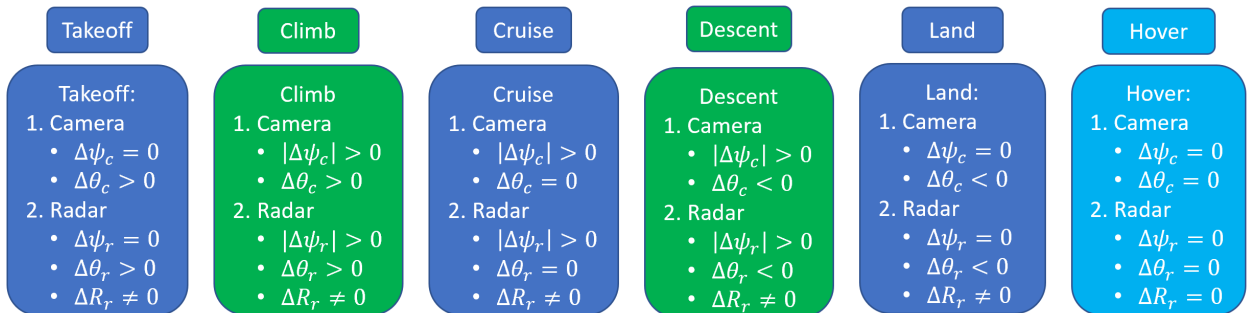 Takeoff
Climb
Cruise
Descent
Land
Hover
Takeoff:
1. Camera
• Δψ_c = 0
• Δθ_c > 0
2. Radar
• Δψ_r = 0
• Δθ_r > 0
• ΔR_r ≠ 0
Climb
1. Camera
• |Δψ_c| > 0
• Δθ_c > 0
2. Radar
• |Δψ_r| > 0
• Δθ_r > 0
• ΔR_r ≠ 0
Cruise
1. Camera
• |Δψ_c| > 0
• Δθ_c = 0
2. Radar
• |Δψ_r| > 0
• Δθ_r = 0
• ΔR_r ≠ 0
Descent
1. Camera
• |Δψ_c| > 0
• Δθ_c < 0
2. Radar
• |Δψ_r| > 0
• Δθ_r < 0
• ΔR_r ≠ 0
Land:
1. Camera
• Δψ_c = 0
• Δθ_c < 0
2. Radar
• Δψ_r = 0
• Δθ_r < 0
• ΔR_r ≠ 0
Hover:
1. Camera
• Δψ_c = 0
• Δθ_c = 0
2. Radar
• Δψ_r = 0
• Δθ_r = 0
• ΔR_r = 0